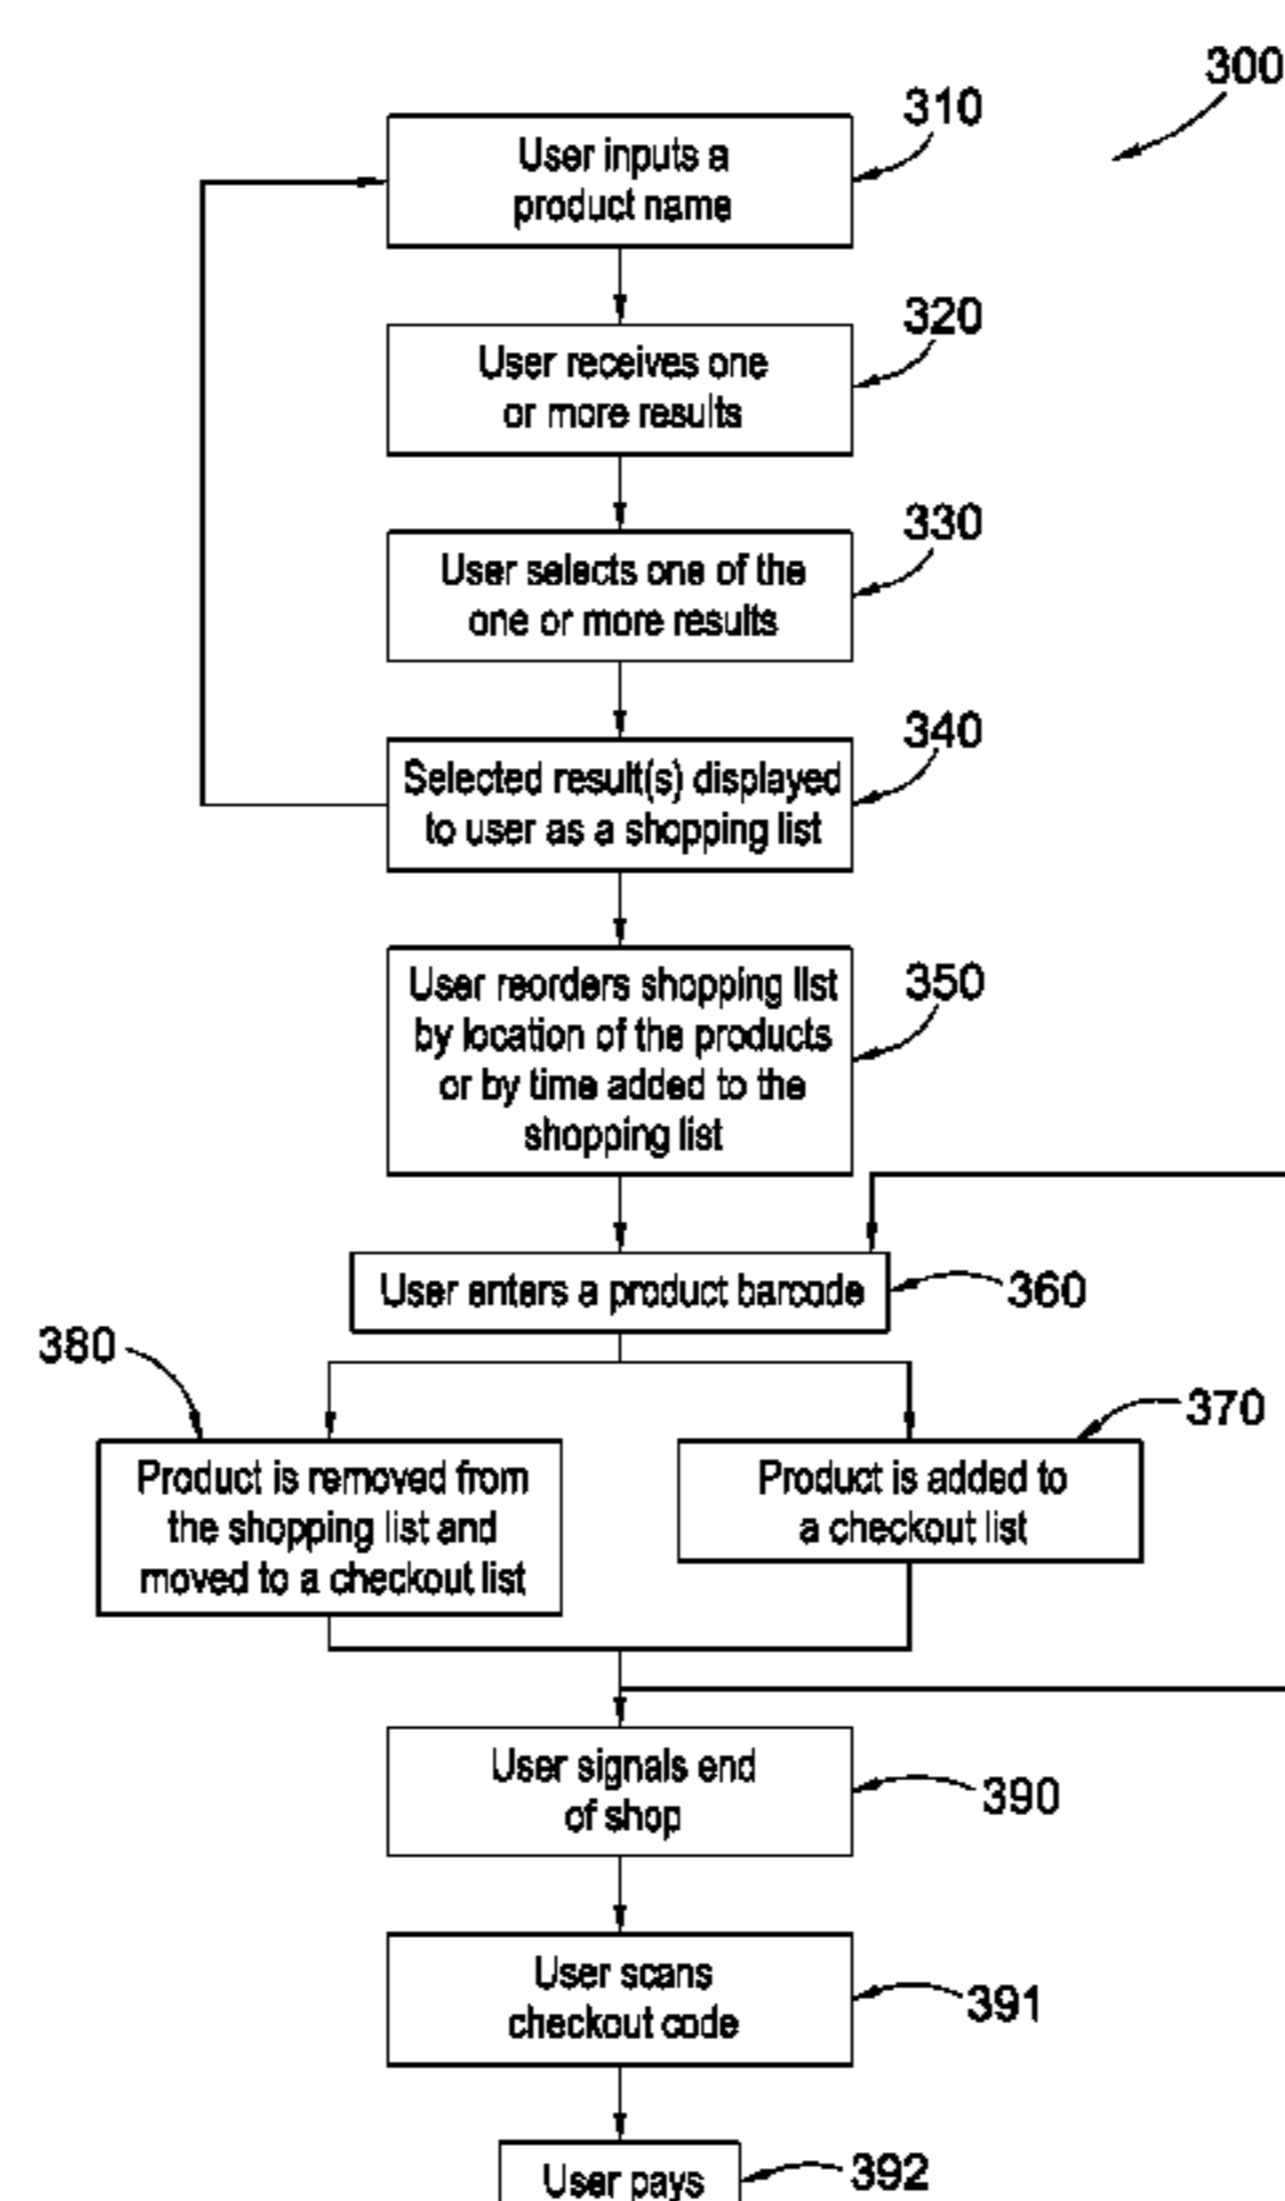 300
310
User inputs a
product name
320
User receives one
or more results
330
User selects one of the
one or more results
340
Selected result(s) displayed
to user as a shopping list
350
User reorders shopping list
by location of the products
or by time added to the
shopping list
User enters a product barcode
360
380
370
Product is removed from
the shopping list and
moved to a checkout list
Product is added to
a checkout list
User signals end
of shop
390
User scans
checkout code
391
User pays
392